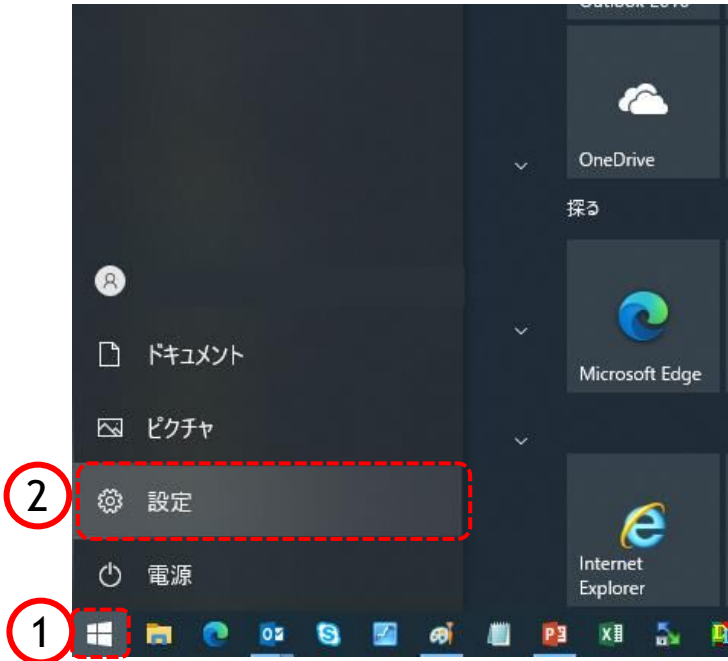 OneDrive
探る
Microsoft Edge
ドキュメント
ピクチャ
2
設定
Internet
Explorer
電源
1